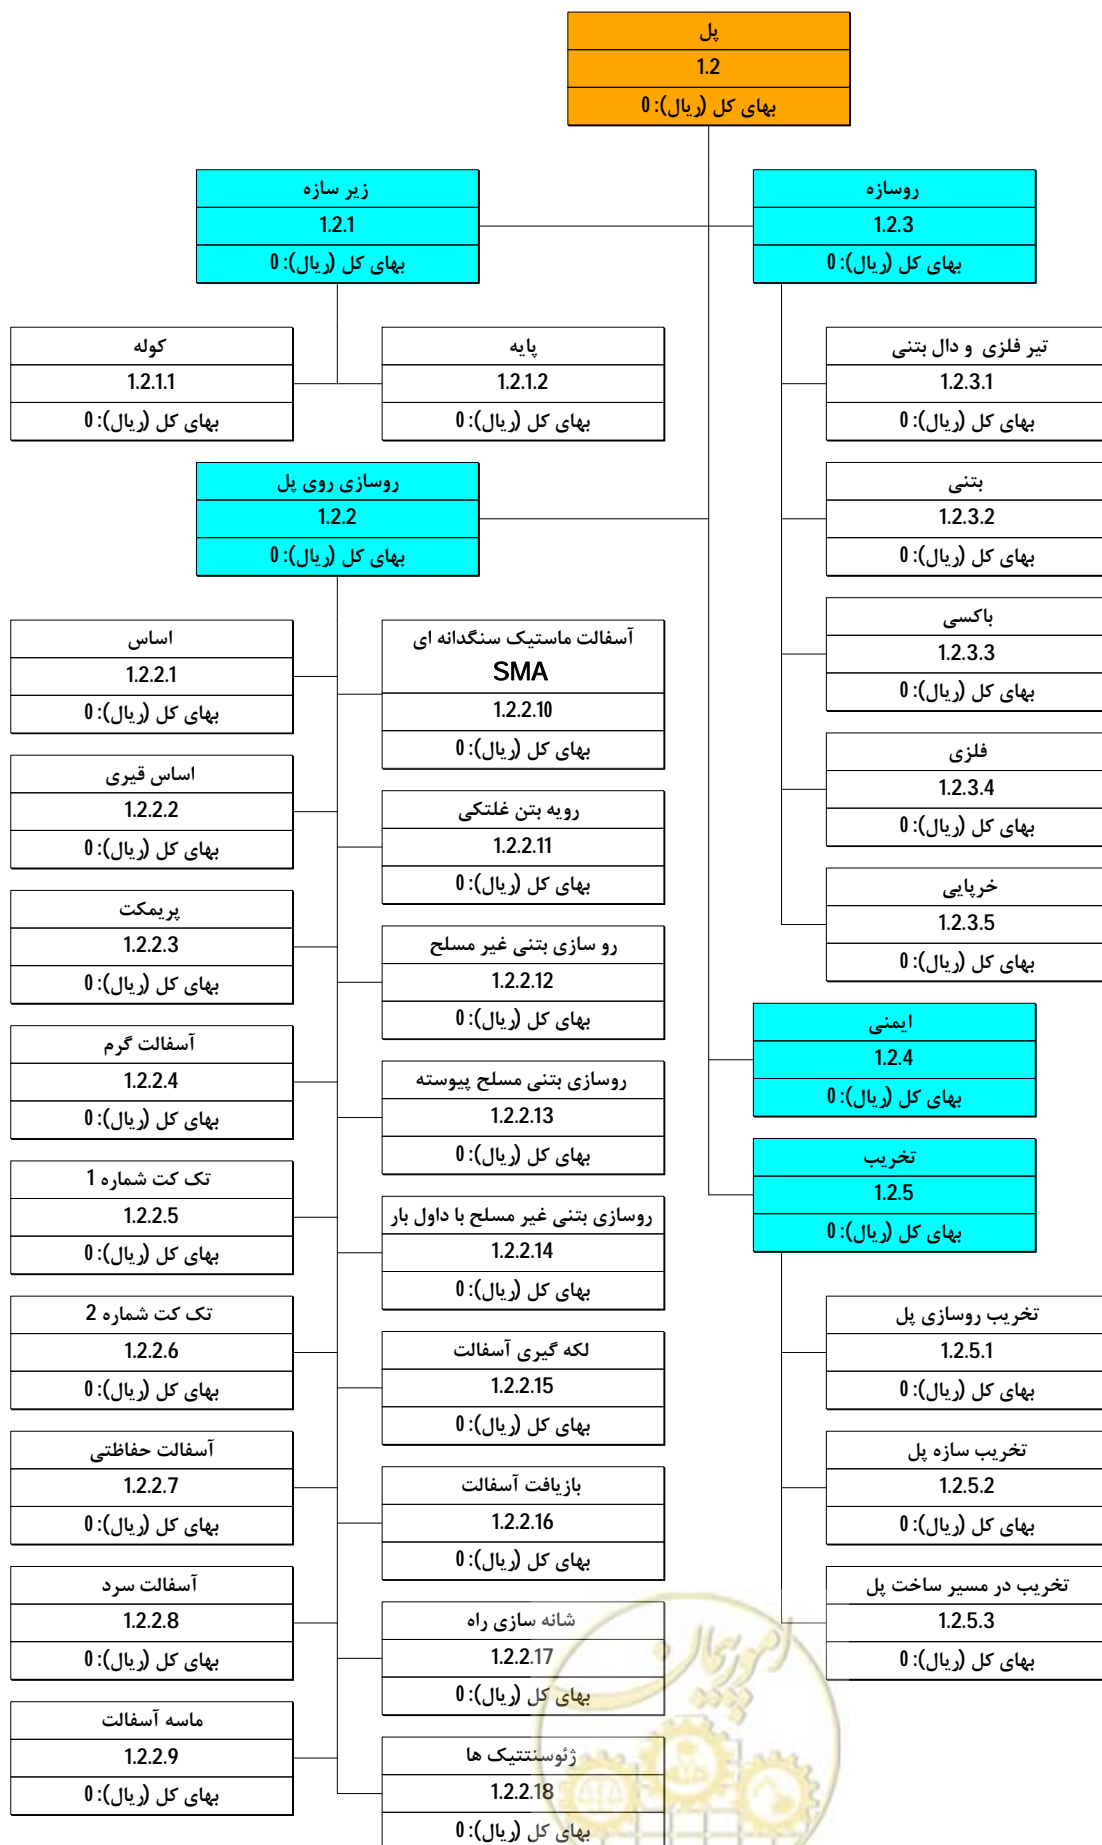 پل
1.2
بهای کل (ریال): 0
زیر سازه
1.2.1
بهای کل (ریال): 0
کوله
1.2.1.1
بهای کل (ریال): 0
پایه
1.2.1.2
بهای کل (ریال): 0
روسازی روی پل
1.2.2
بهای کل (ریال): 0
اساس
1.2.2.1
بهای کل (ریال): 0
اساس قیری
1.2.2.2
بهای کل (ریال): 0
پریمکت
1.2.2.3
بهای کل (ریال): 0
آسفالت گرم
1.2.2.4
بهای کل (ریال): 0
تک کت شماره 1
1.2.2.5
بهای کل (ریال): 0
تک کت شماره 2
1.2.2.6
بهای کل (ریال): 0
آسفالت حفاظتی
1.2.2.7
بهای کل (ریال): 0
آسفالت سرد
1.2.2.8
بهای کل (ریال): 0
ماسه آسفالت
1.2.2.9
بهای کل (ریال): 0
آسفالت ماستیک سنگدانه ای
SMA
1.2.2.10
بهای کل (ریال): 0
رویه بتن غلتکی
1.2.2.11
بهای کل (ریال): 0
رو سازی بتنی غیر مسلح
1.2.2.12
بهای کل (ریال): 0
روسازی بتنی مسلح پیوسته
1.2.2.13
بهای کل (ریال): 0
روسازی بتنی غیر مسلح با داول بار
1.2.2.14
بهای کل (ریال): 0
لکه گیری آسفالت
1.2.2.15
بهای کل (ریال): 0
بازیافت آسفالت
1.2.2.16
بهای کل (ریال): 0
شانه سازی راه
1.2.2.17
بهای کل (ریال): 0
ژئوسنتتیک ها
1.2.2.18
بهای کل (ریال): 0
روسازه
1.2.3
بهای کل (ریال): 0
تیر فلزی و دال بتنی
1.2.3.1
بهای کل (ریال): 0
بتنی
1.2.3.2
بهای کل (ریال): 0
باکسی
1.2.3.3
بهای کل (ریال): 0
فلزی
1.2.3.4
بهای کل (ریال): 0
خرپایی
1.2.3.5
بهای کل (ریال): 0
ایمنی
1.2.4
بهای کل (ریال): 0
تخریب
1.2.5
بهای کل (ریال): 0
تخریب روسازی پل
1.2.5.1
بهای کل (ریال): 0
تخریب سازه پل
1.2.5.2
بهای کل (ریال): 0
تخریب در مسیر ساخت پل
1.2.5.3
بهای کل (ریال): 0
امور پیمان